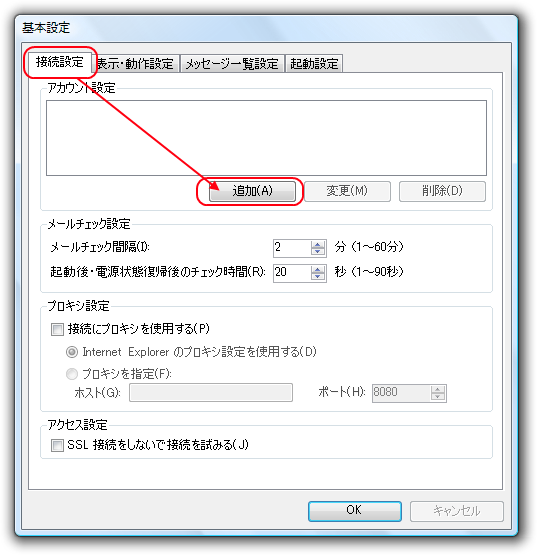 基本設定
接続設定 表示・動作設定 メッセージ一覧設定 起動設定
アカウント設定
追加(A) 変更(M) 削除(D)
メールチェック設定
メールチェック間隔(I): 2 分 (1～60分)
起動後・電源状態復帰後のチェック時間(R): 20 秒 (1～90秒)
プロキシ設定
接続にプロキシを使用する(P)
Internet Explorer のプロキシ設定を使用する(D)
プロキシを指定(F):
ホスト(G): ポート(H): 8080
アクセス設定
SSL 接続をしないで接続を試みる(J)
OK キャンセル